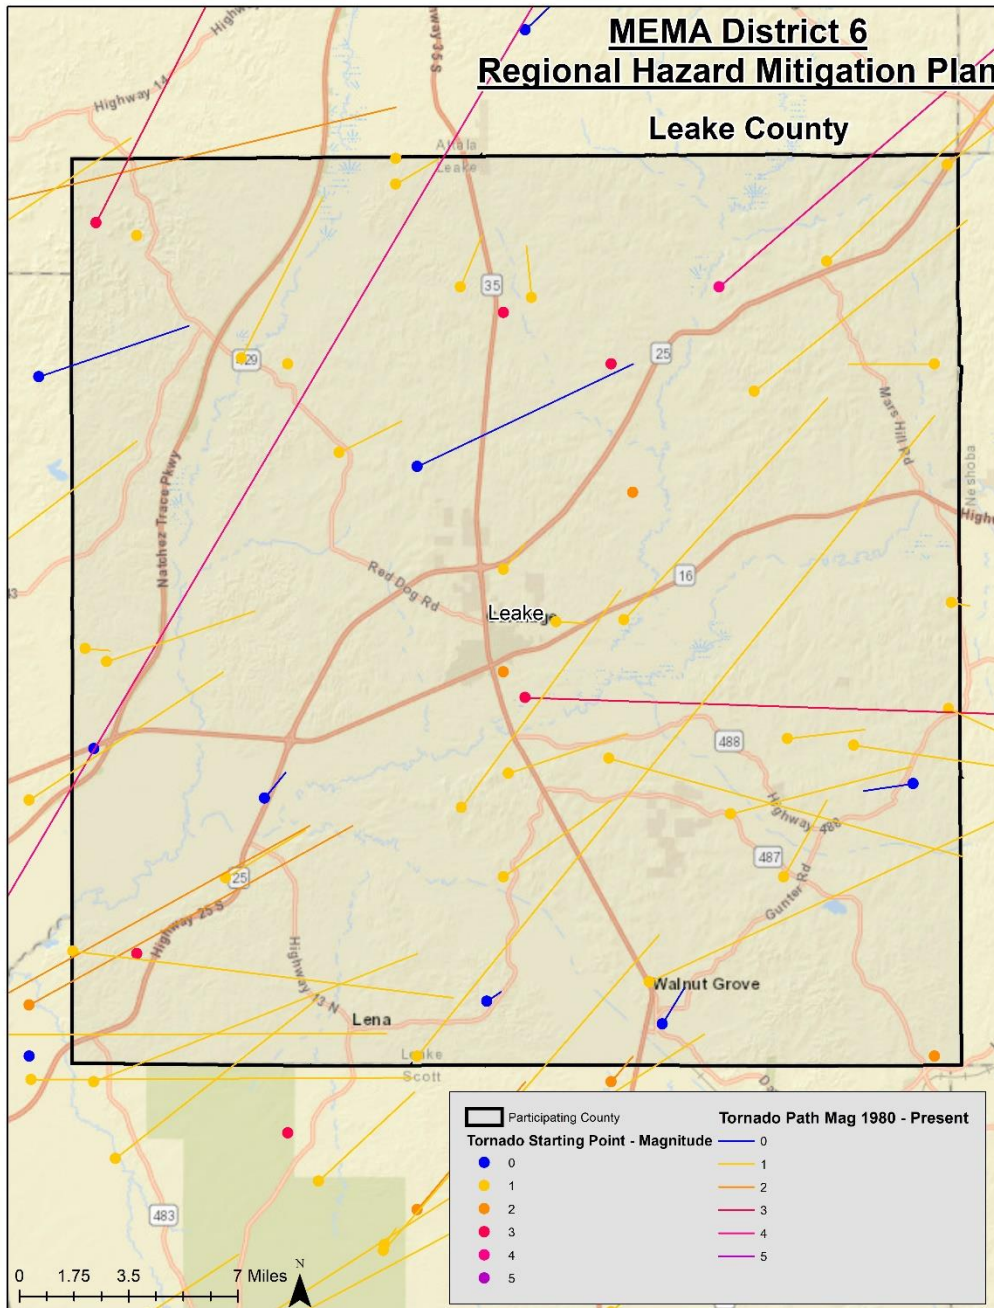 MEMA District 6
Regional Hazard Mitigation Plan
Leake County
Highway 14
Attala
Leake
35
25
Natchez Trace Pkwy
Mars Hill Rd
Neshoba
Red Dog Rd
16
Leake
488
Highway 488
487
Gunter Rd
25
Highway 25 S
Highway 13 N
Walnut Grove
Lena
Leake
Scott
483
0 1.75 3.5 7 Miles
N
Participating County
Tornado Starting Point - Magnitude
0
1
2
3
4
5
Tornado Path Mag 1980 - Present
0
1
2
3
4
5